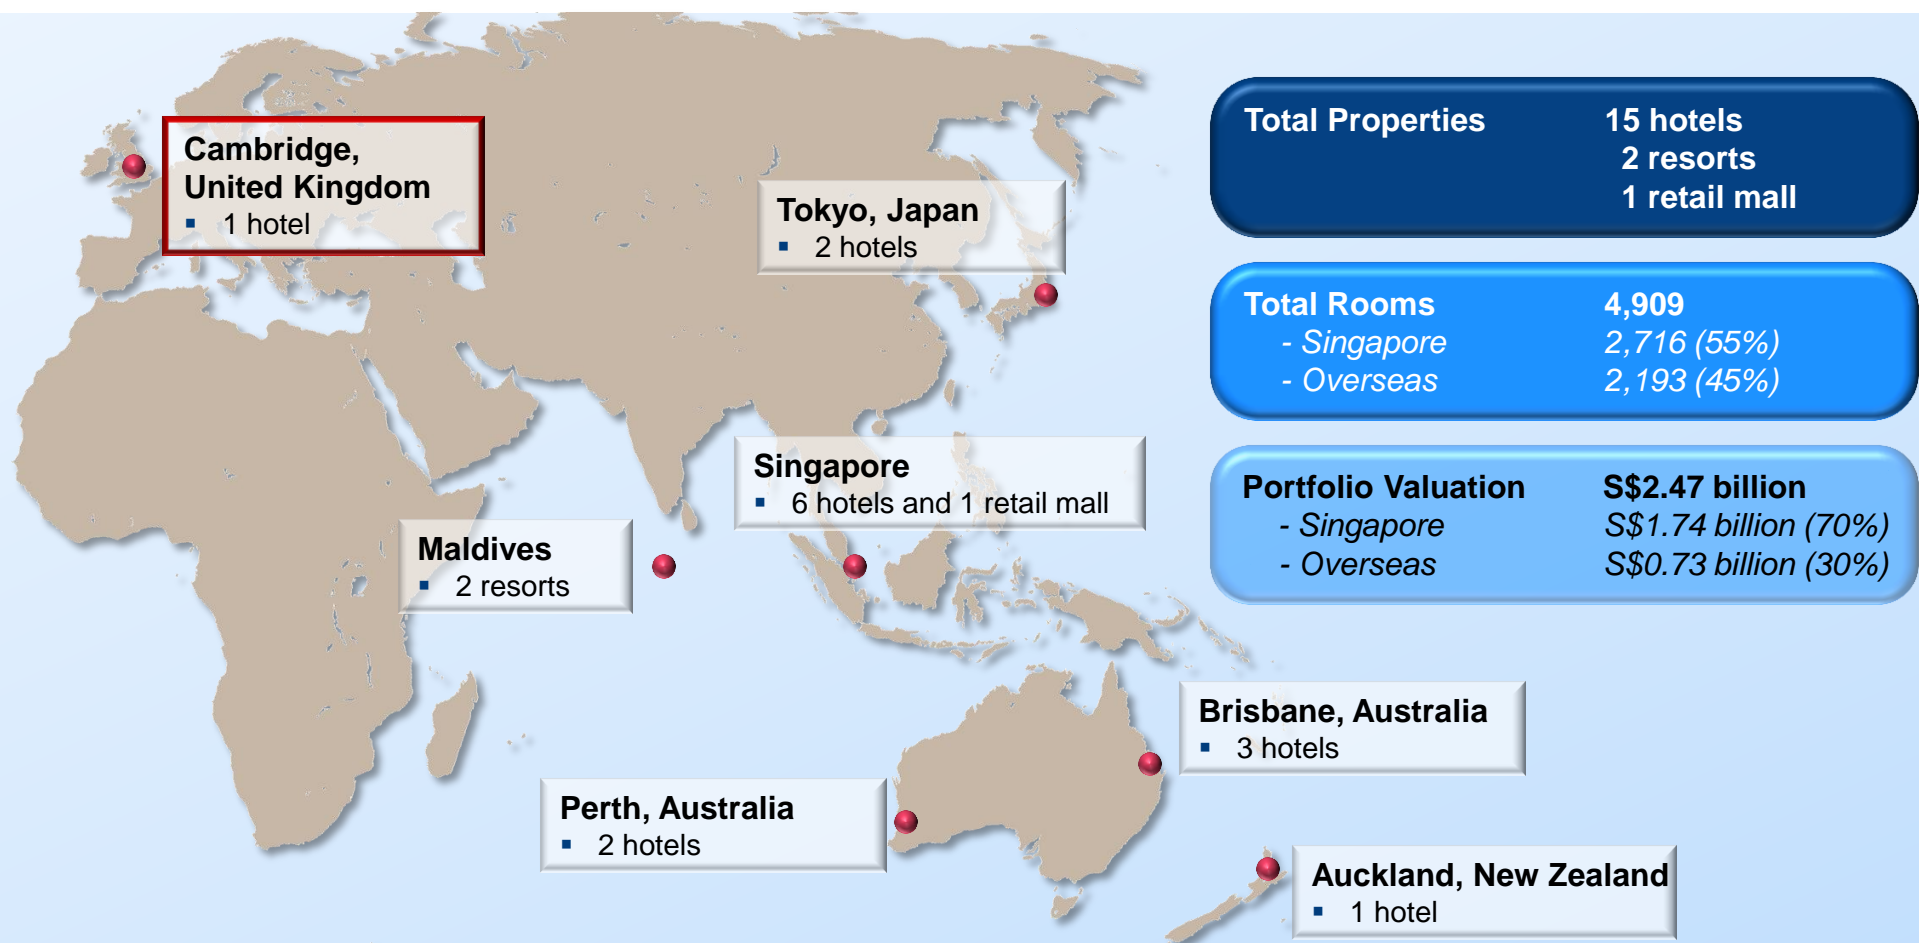 Cambridge,
United Kingdom
▪ 1 hotel
Tokyo, Japan
▪ 2 hotels
Singapore
▪ 6 hotels and 1 retail mall
Maldives
▪ 2 resorts
Brisbane, Australia
▪ 3 hotels
Perth, Australia
▪ 2 hotels
Auckland, New Zealand
▪ 1 hotel
Total Properties 15 hotels
2 resorts
1 retail mall
Total Rooms 4,909
- Singapore 2,716 (55%)
- Overseas 2,193 (45%)
Portfolio Valuation S$2.47 billion
- Singapore S$1.74 billion (70%)
- Overseas S$0.73 billion (30%)